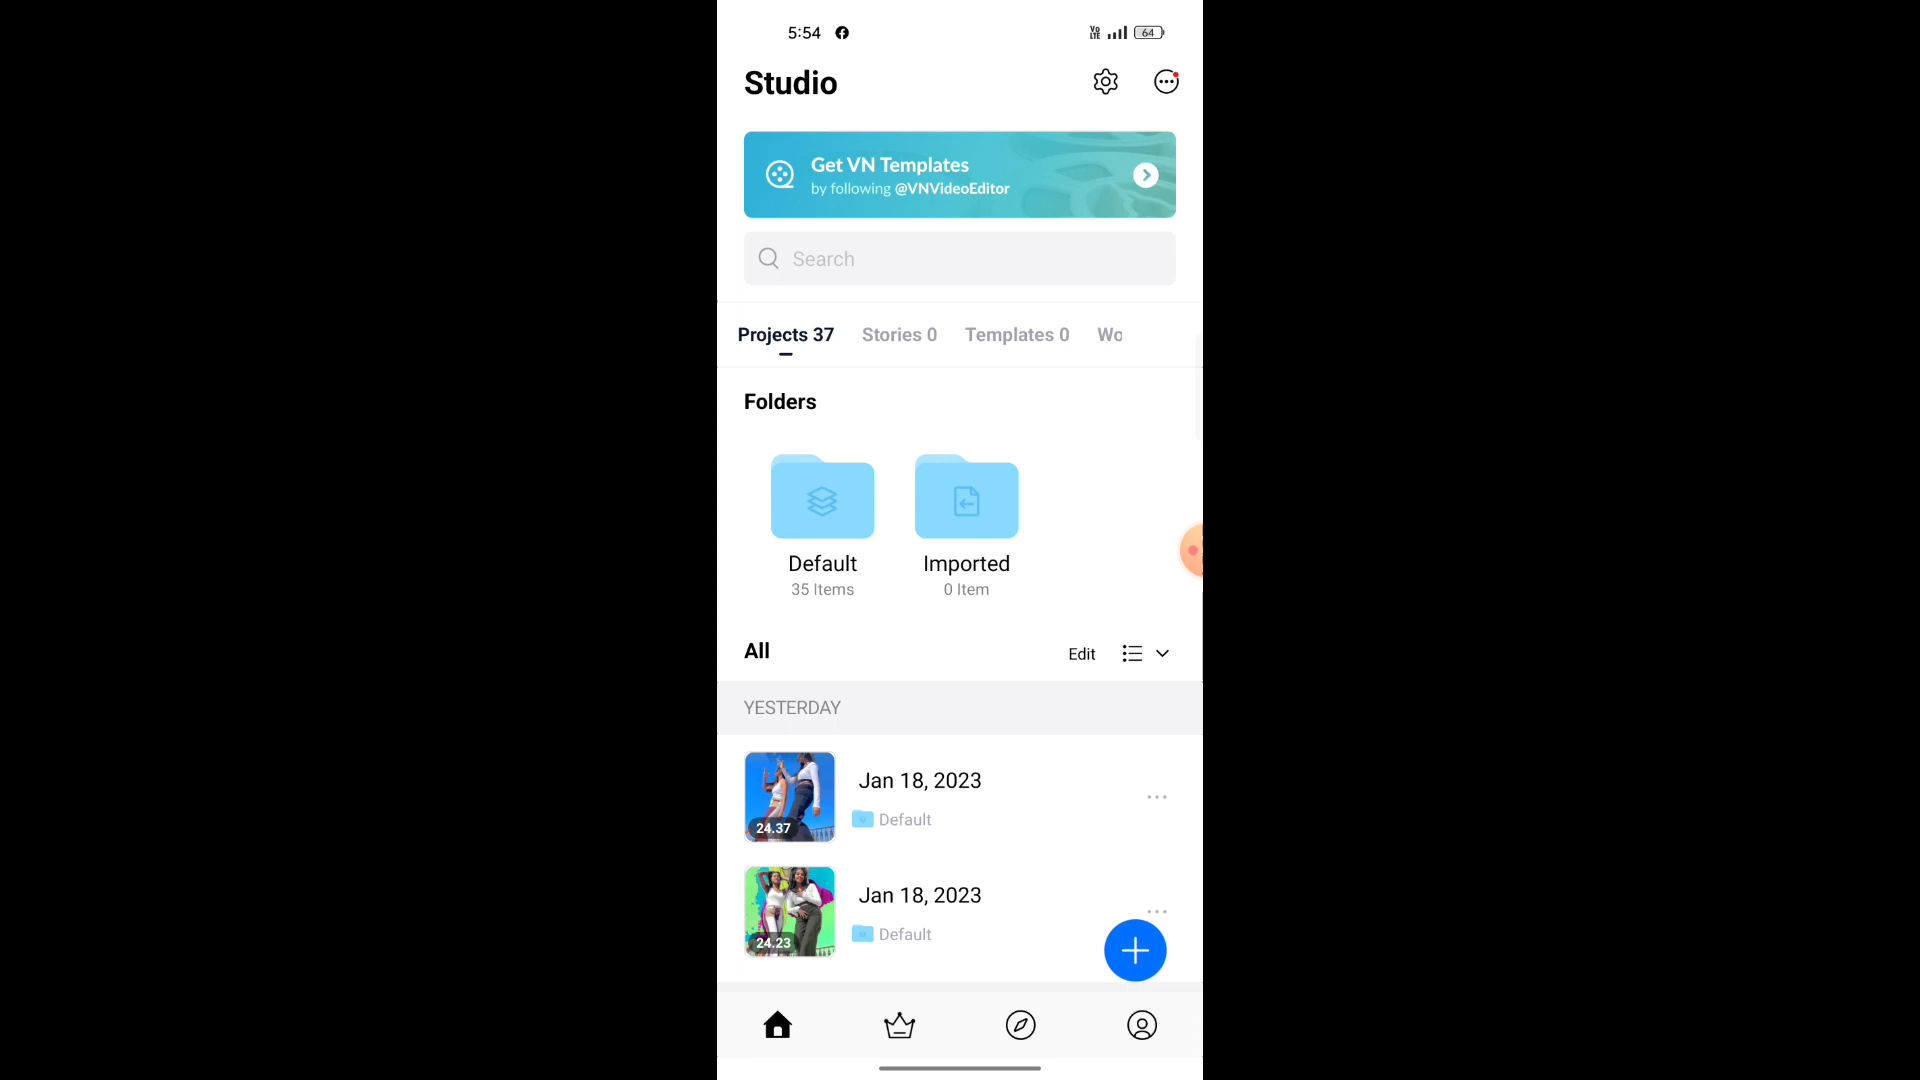 5:54
Vo
LTE
64
Studio
Get VN Templates
by following @VNVideoEditor
Search
Projects 37
Stories 0
Templates 0
Wo
Folders
Default
35 Items
Imported
0 Item
All
Edit
YESTERDAY
24.37
Jan 18, 2023
Default
24.23
Jan 18, 2023
Default